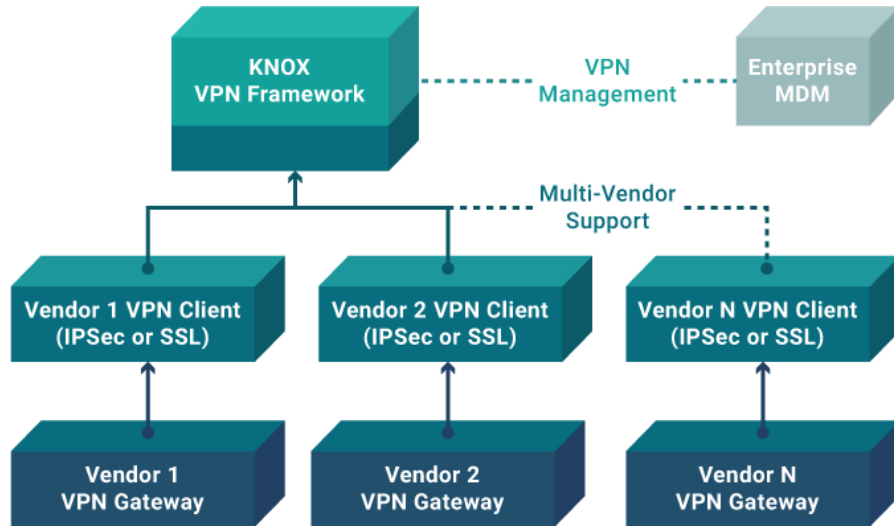 KNOX
VPN Framework
VPN
Management
Enterprise
MDM
Multi-Vendor
Support
Vendor 1 VPN Client
(IPSec or SSL)
Vendor 2 VPN Client
(IPSec or SSL)
Vendor N VPN Client
(IPSec or SSL)
Vendor 1
VPN Gateway
Vendor 2
VPN Gateway
Vendor N
VPN Gateway